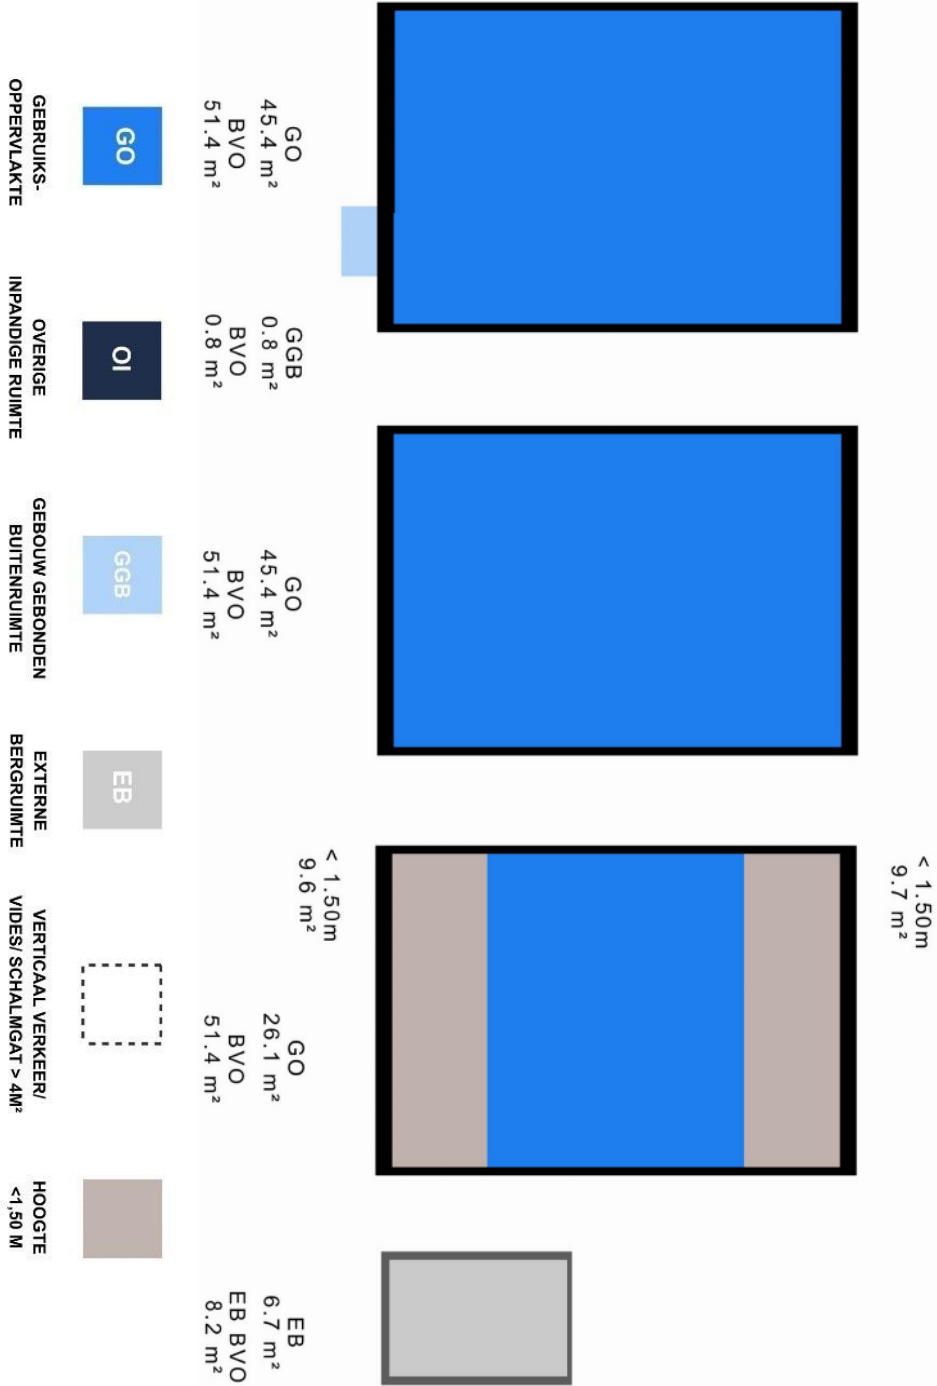 < 1.50m
9.7 m²
< 1.50m
9.6 m²
GO
45.4 m²
BVO
51.4 m²
GGB
0.8 m²
BVO
0.8 m²
GO
45.4 m²
BVO
51.4 m²
GO
26.1 m²
BVO
51.4 m²
EB
6.7 m²
EB BVO
8.2 m²
GO
GEBRUIKS-
OPPERVLAKTE
OI
OVERIGE
INPANDIGE RUIMTE
GGB
GEBOUW GEBONDEN
BUITENRUIMTE
EB
EXTERNE
BERGRUIMTE
VERTICAAL VERKEER/
VIDES/ SCHALMGAT > 4M²
HOOGTE
<1,50 M